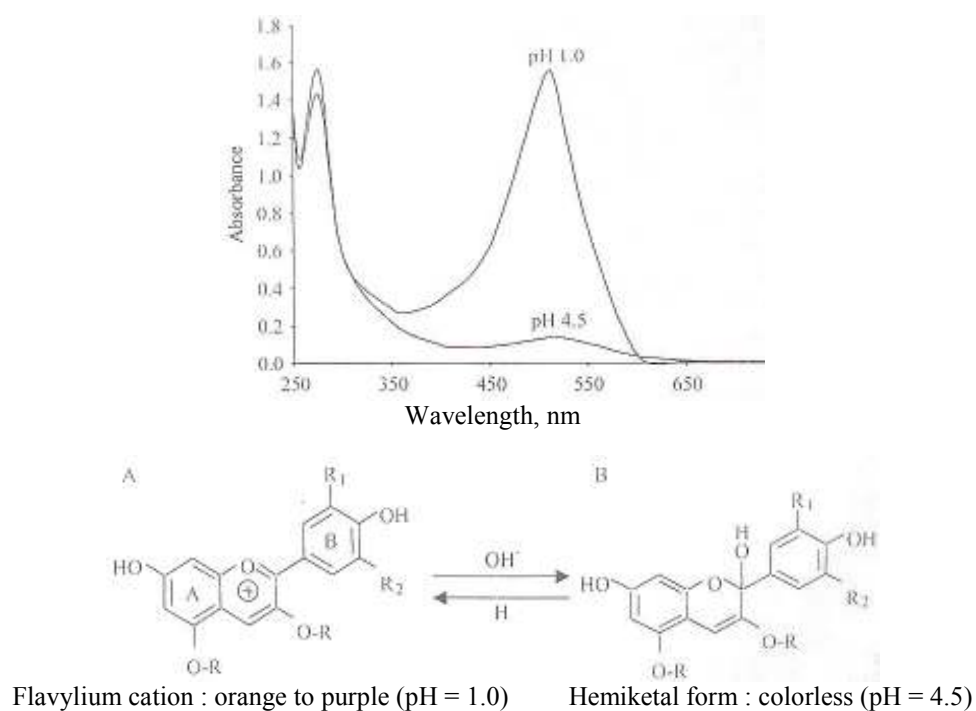 1.8
1.6
1.4
1.2
1.0
0.8
0.6
0.4
0.2
0.0
Absorbance
pH 1.0
pH 4.5
250 350 450 550 650
Wavelength, nm
A B
R₁ R₁
OH H OH
B O
HO O OH⁻ HO O
A + R₂ H R₂
O-R O-R
O-R O-R
Flavylium cation : orange to purple (pH = 1.0) Hemiketal form : colorless (pH = 4.5)